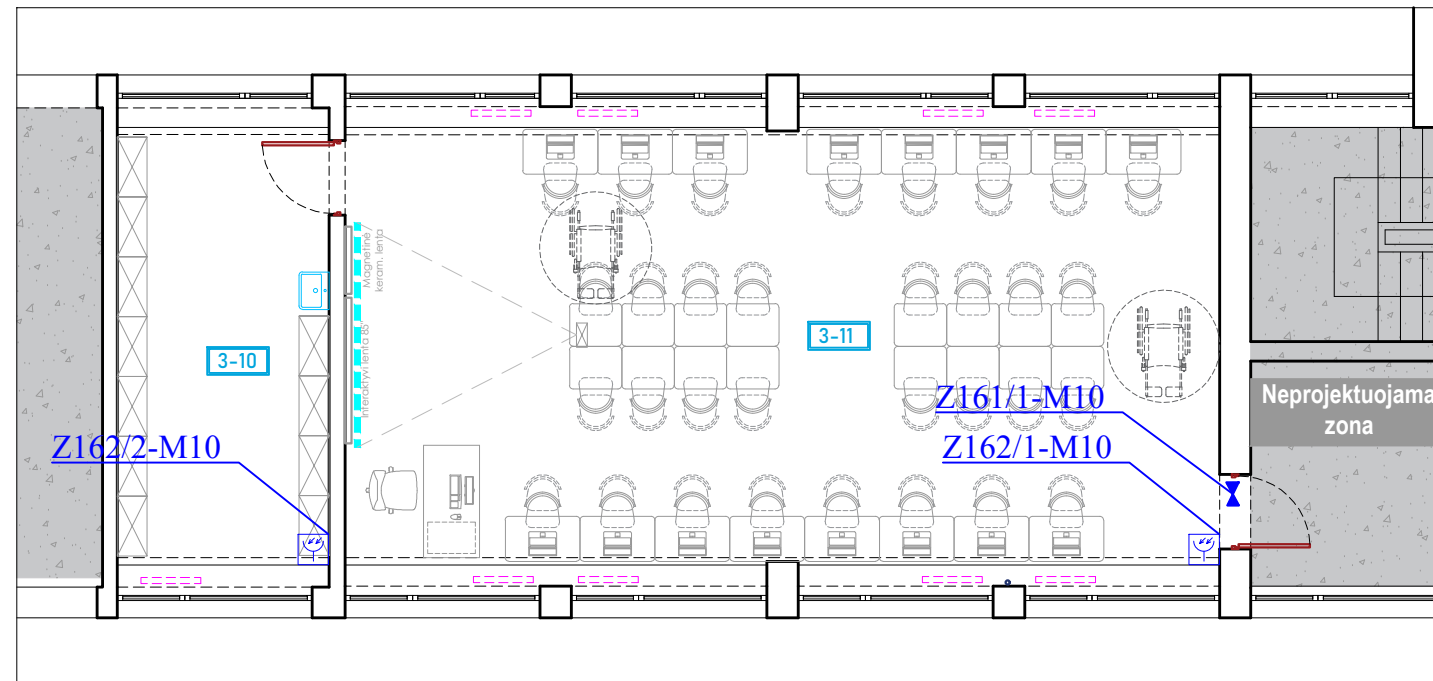 Magnetinė /
keram. lenta
Interaktyvi lenta 85"
3-10
3-11
Z161/1-M10
Z162/1-M10
Z162/2-M10
Neprojektuojama
zona